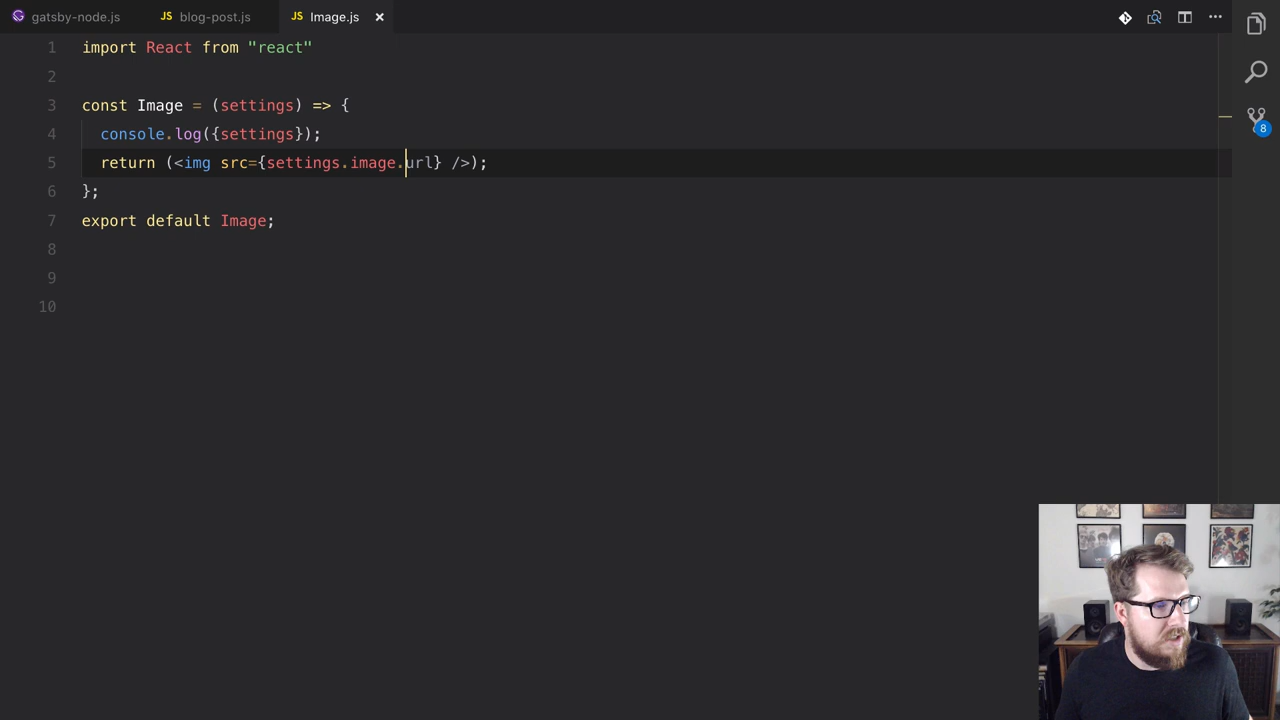 gatsby-node.js
JS blog-post.js
JS Image.js ×
1 import React from "react"
2
3 const Image = (settings) => {
4 console.log({settings});
5 return (<img src={settings.image.url} />);
6 };
7 export default Image;
8
9
10
8